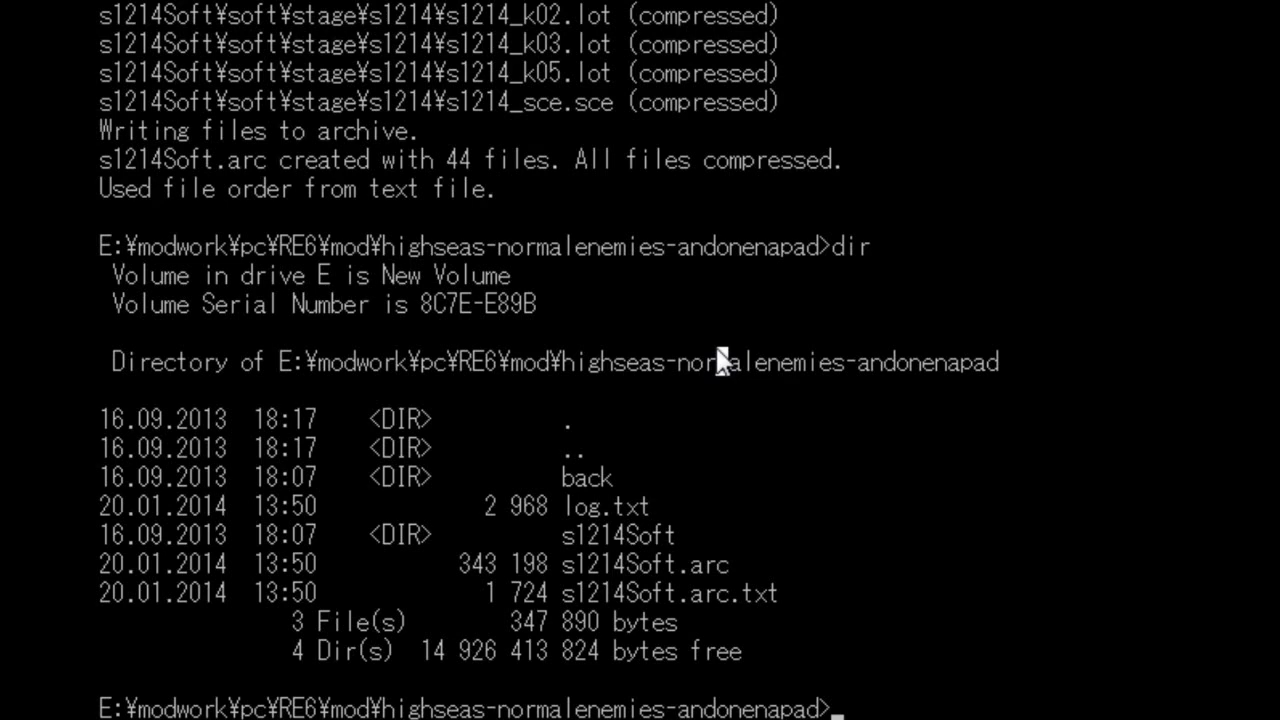 s1214Soft¥soft¥stage¥s1214¥s1214_k02.lot (compressed)
s1214Soft¥soft¥stage¥s1214¥s1214_k03.lot (compressed)
s1214Soft¥soft¥stage¥s1214¥s1214_k05.lot (compressed)
s1214Soft¥soft¥stage¥s1214¥s1214_sce.sce (compressed)
Writing files to archive.
s1214Soft.arc created with 44 files. All files compressed.
Used file order from text file.
E:¥modwork¥pc¥RE6¥mod¥highseas-normalenemies-andonenapad>dir
Volume in drive E is New Volume
Volume Serial Number is 8C7E-E89B
Directory of E:¥modwork¥pc¥RE6¥mod¥highseas-normalenemies-andonenapad
16.09.2013 18:17 <DIR> .
16.09.2013 18:17 <DIR> ..
16.09.2013 18:07 <DIR> back
20.01.2014 13:50 2 968 log.txt
16.09.2013 18:07 <DIR> s1214Soft
20.01.2014 13:50 343 198 s1214Soft.arc
20.01.2014 13:50 1 724 s1214Soft.arc.txt
3 File(s) 347 890 bytes
4 Dir(s) 14 926 413 824 bytes free
E:¥modwork¥pc¥RE6¥mod¥highseas-normalenemies-andonenapad>_